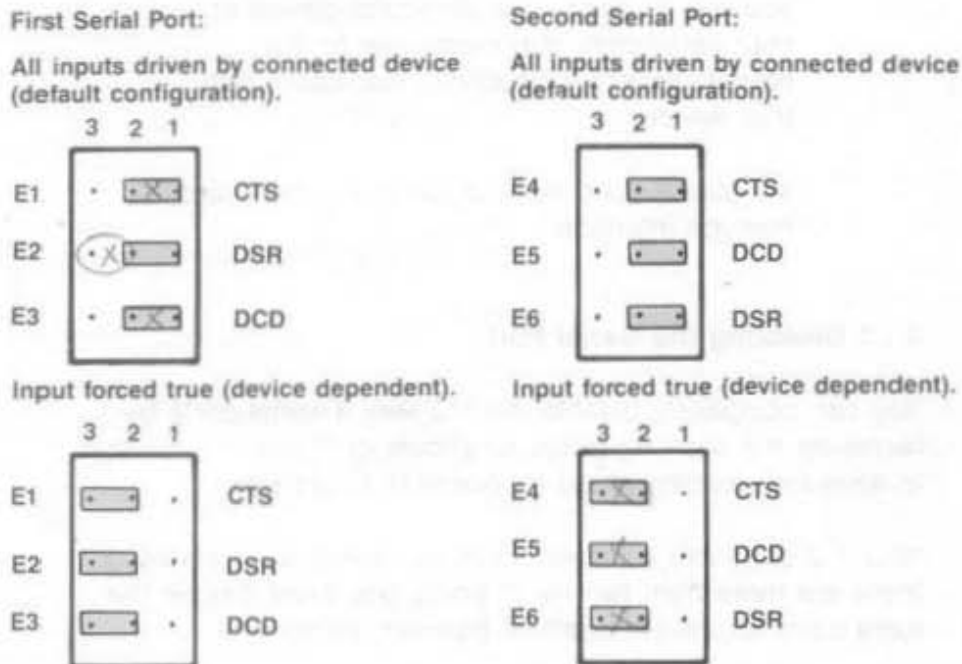 First Serial Port:
All inputs driven by connected device
(default configuration).
3 2 1
E1 X CTS
E2 X DSR
E3 X DCD
Input forced true (device dependent).
3 2 1
E1 CTS
E2 DSR
E3 DCD
Second Serial Port:
All inputs driven by connected device
(default configuration).
3 2 1
E4 CTS
E5 DCD
E6 DSR
Input forced true (device dependent).
3 2 1
E4 X CTS
E5 X DCD
E6 X DSR